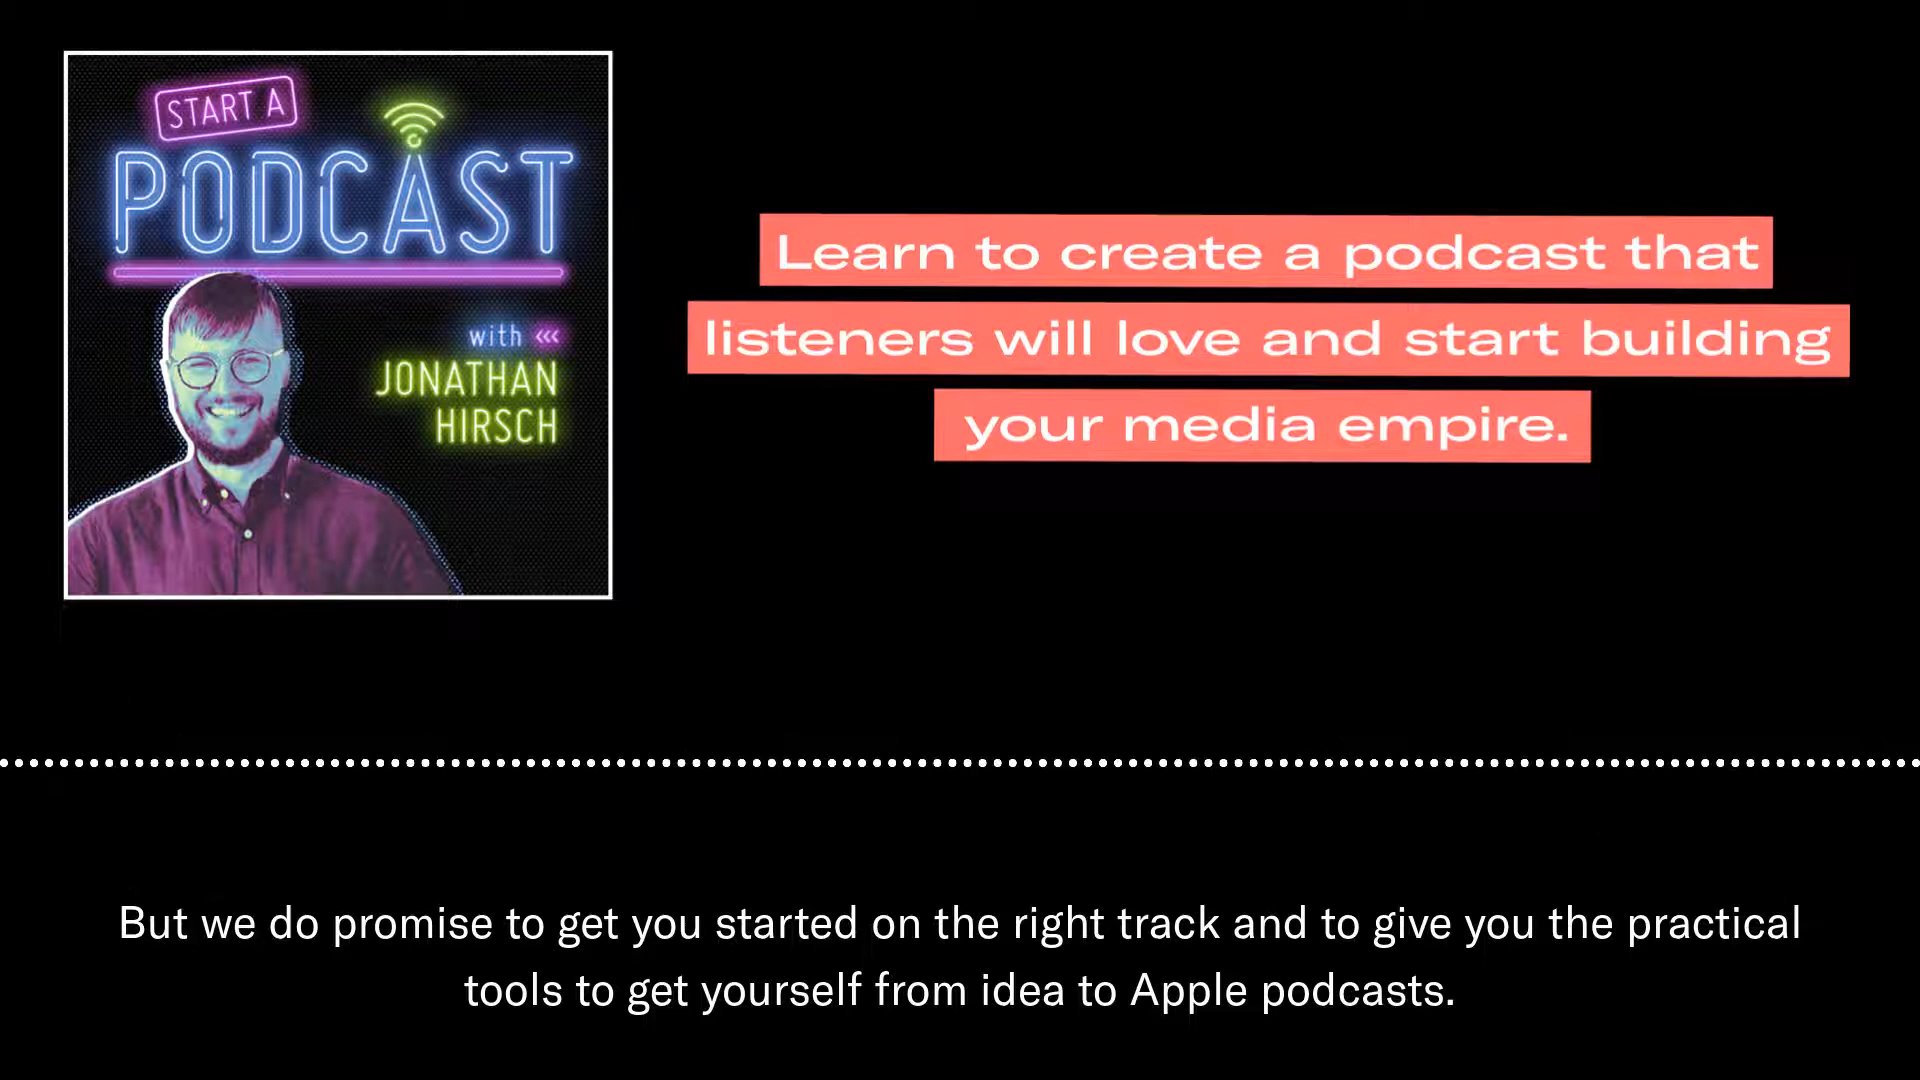 START A
PODCAST
with
JONATHAN
HIRSCH
Learn to create a podcast that
listeners will love and start building
your media empire.
But we do promise to get you started on the right track and to give you the practical
tools to get yourself from idea to Apple podcasts.